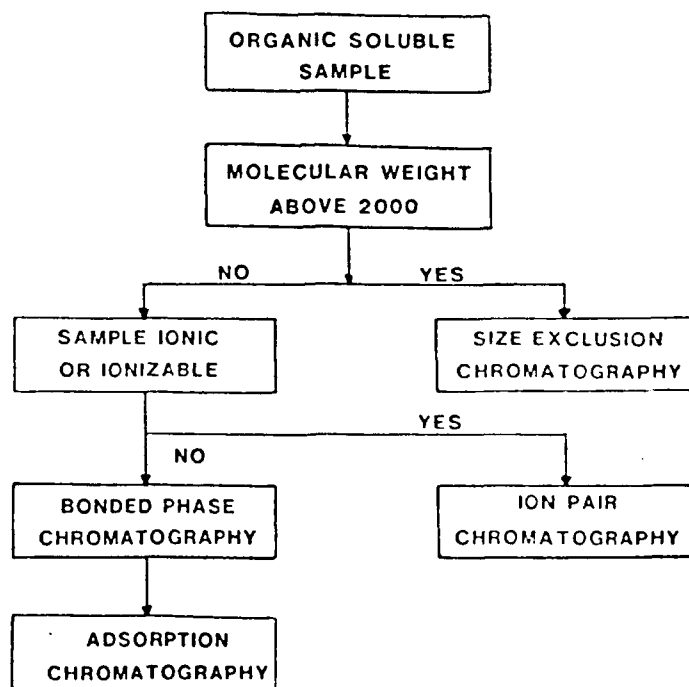 ORGANIC SOLUBLE
SAMPLE
MOLECULAR WEIGHT
ABOVE 2000
NO
YES
SAMPLE IONIC
OR IONIZABLE
SIZE EXCLUSION
CHROMATOGRAPHY
YES
NO
BONDED PHASE
CHROMATOGRAPHY
ION PAIR
CHROMATOGRAPHY
ADSORPTION
CHROMATOGRAPHY